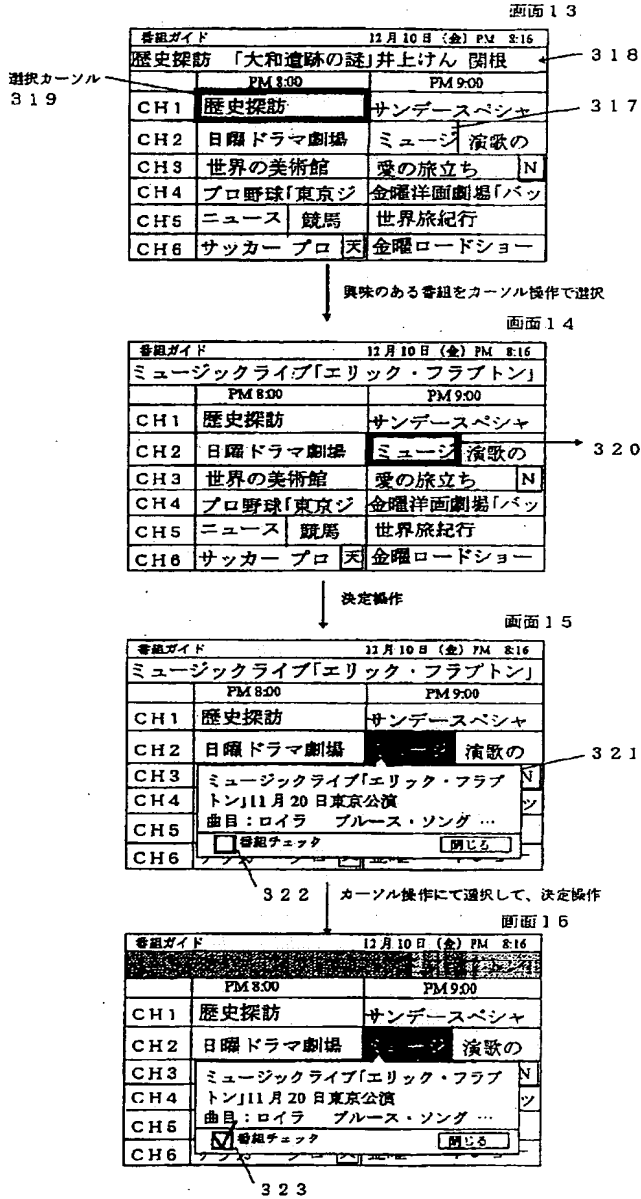 画面13
番組ガイド 12月10日 (金) PM 8:16
歴史探訪 「大和遺跡の謎」井上けん 関根
318
選択カーソル
319
PM 8:00 PM 9:00
CH1 歴史探訪 サンデースペシャ
317
CH2 日曜ドラマ劇場 ミュージ 演歌の
CH3 世界の美術館 愛の旅立ち N
CH4 プロ野球「東京ジ 金曜洋画劇場「バッ
CH5 ニュース 競馬 世界旅紀行
CH6 サッカー プロ 天 金曜ロードショー
興味のある番組をカーソル操作で選択
画面14
番組ガイド 12月10日 (金) PM 8:16
ミュージックライブ「エリック・フラプトン」
PM 8:00 PM 9:00
CH1 歴史探訪 サンデースペシャ
CH2 日曜ドラマ劇場 ミュージ 演歌の
320
CH3 世界の美術館 愛の旅立ち N
CH4 プロ野球「東京ジ 金曜洋画劇場「バッ
CH5 ニュース 競馬 世界旅紀行
CH6 サッカー プロ 天 金曜ロードショー
決定操作
画面15
番組ガイド 12月10日 (金) PM 8:16
ミュージックライブ「エリック・フラプトン」
PM 8:00 PM 9:00
CH1 歴史探訪 サンデースペシャ
CH2 日曜ドラマ劇場 ミュージ 演歌の
321
CH3 N
ミュージックライブ「エリック・フラプ
CH4 ッ
トン」11月20日東京公演
曲目:ロイラ ブルース・ソング …
CH5
番組チェック 閉じる
CH6
322
カーソル操作にて選択して、決定操作
画面16
番組ガイド 12月10日 (金) PM 8:16
PM 8:00 PM 9:00
CH1 歴史探訪 サンデースペシャ
CH2 日曜ドラマ劇場 ミュージ 演歌の
CH3 N
ミュージックライブ「エリック・フラプ
CH4 ッ
トン」11月20日東京公演
曲目:ロイラ ブルース・ソング …
CH5
番組チェック 閉じる
CH6
323